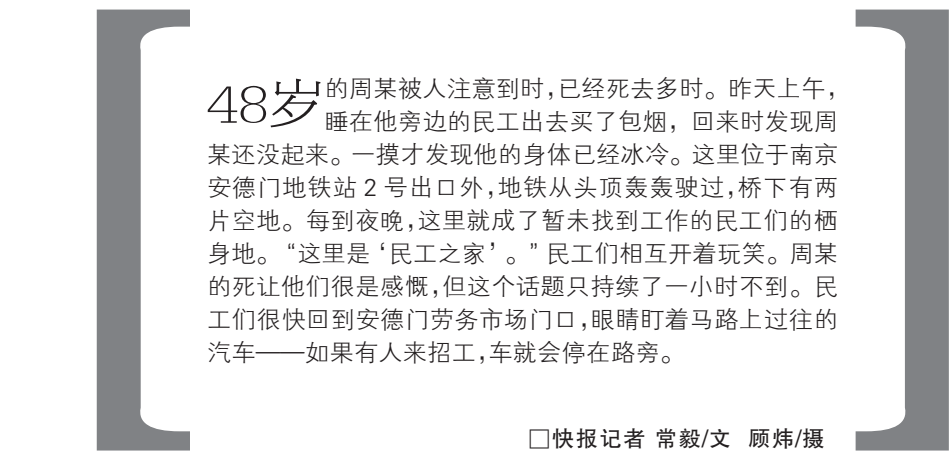 48岁的周某被人注意到时，已经死去多时。昨天上午，
睡在他旁边的民工出去买了包烟，回来时发现周
某还没起来。一摸才发现他的身体已经冰冷。这里位于南京
安德门地铁站 2 号出口外，地铁从头顶轰轰驶过，桥下有两
片空地。每到夜晚，这里就成了暂未找到工作的民工们的栖
身地。“这里是‘民工之家’。”民工们相互开着玩笑。周某
的死让他们很是感慨，但这个话题只持续了一小时不到。民
工们很快回到安德门劳务市场门口，眼睛盯着马路上过往的
汽车——如果有人来招工，车就会停在路旁。
□快报记者 常毅/文 顾炜/摄